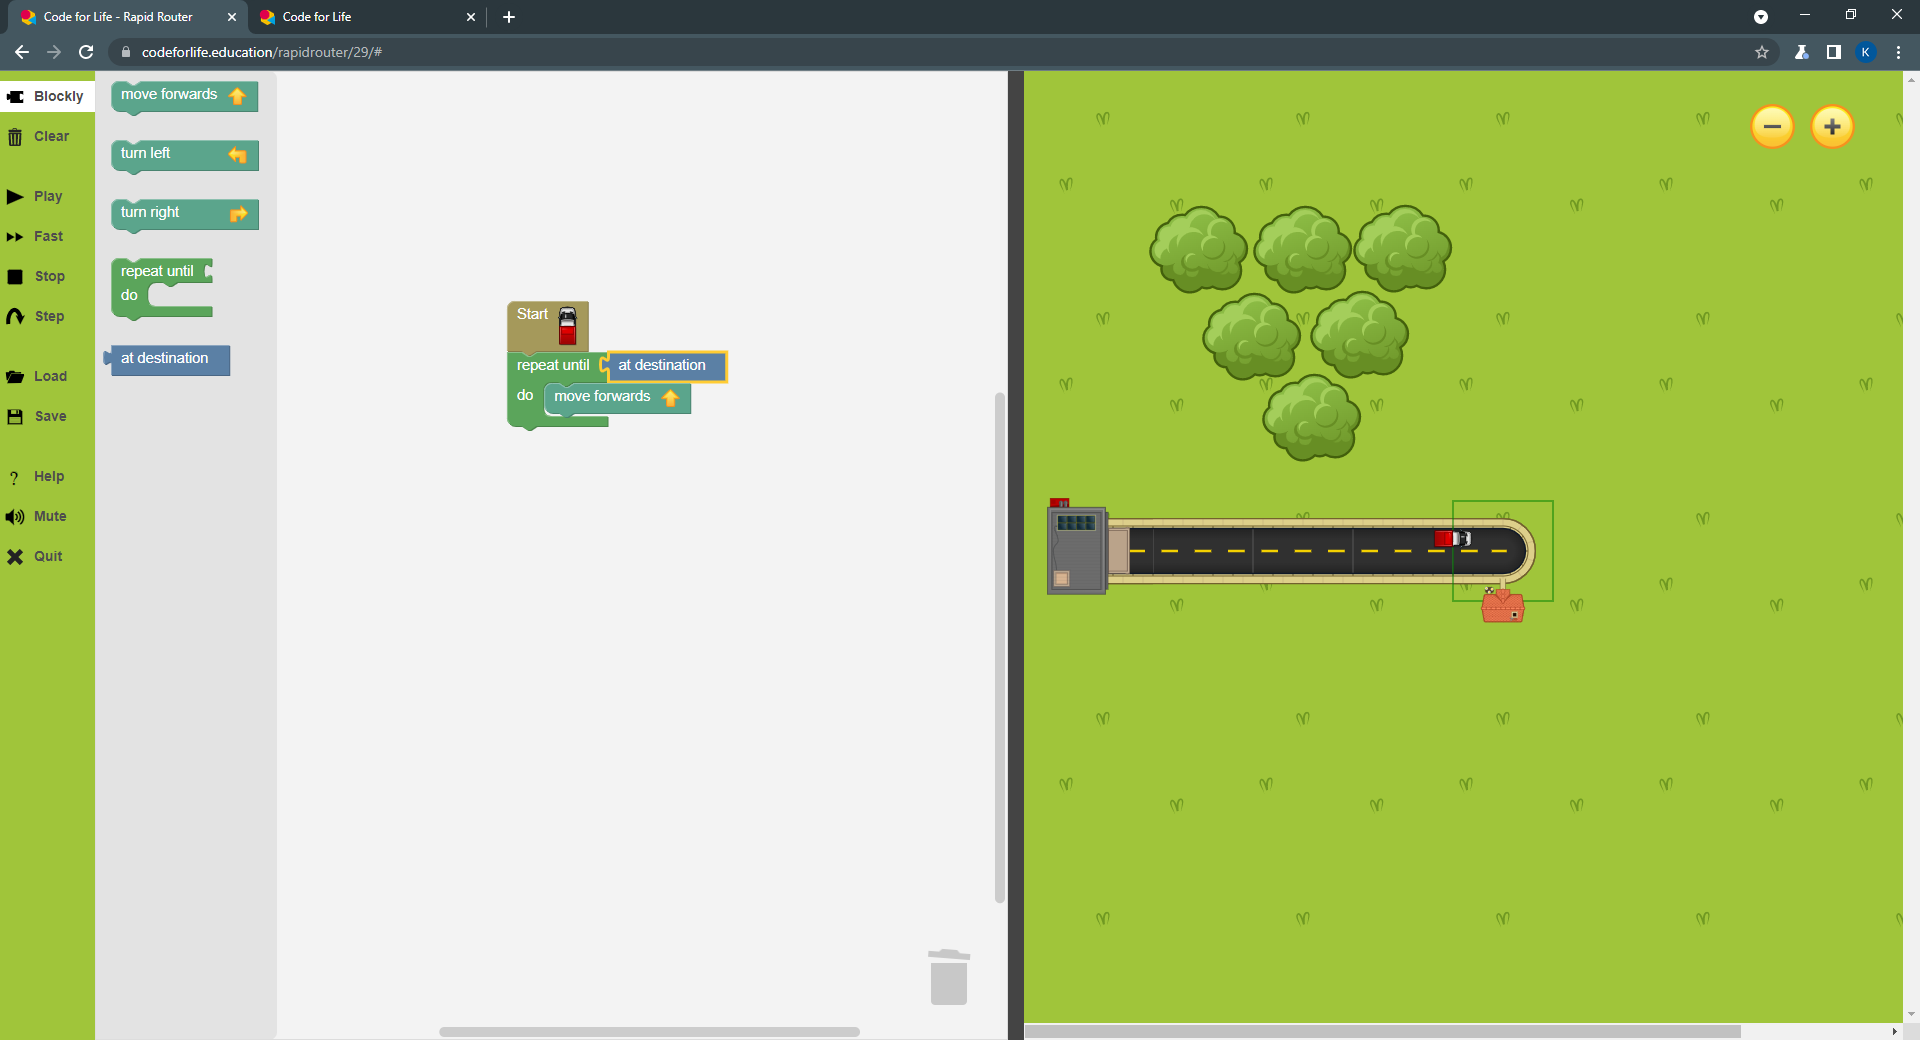 Code for Life - Rapid Router
Code for Life
codeforlife.education/rapidrouter/29/#
K
Blockly
Clear
Play
Fast
Stop
Step
Load
Save
? Help
Mute
Quit
move forwards
turn left
turn right
repeat until
do
at destination
Start
repeat until at destination
do move forwards